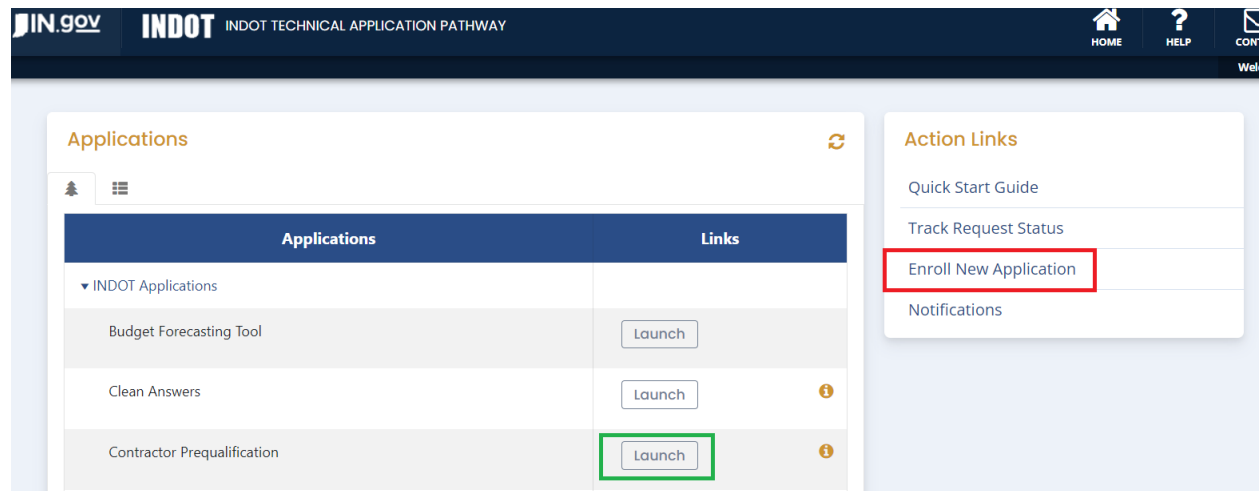 IN.gov INDOT INDOT TECHNICAL APPLICATION PATHWAY
HOME HELP
Applications
Applications Links
INDOT Applications
Budget Forecasting Tool Launch
Clean Answers Launch
Contractor Prequalification Launch
Action Links
Quick Start Guide
Track Request Status
Enroll New Application
Notifications